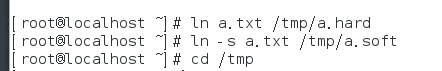 [root@localhost ~]# ln a.txt /tmp/a.hard
[root@localhost ~]# ln -s a.txt /tmp/a.soft
[root@localhost ~]# cd /tmp